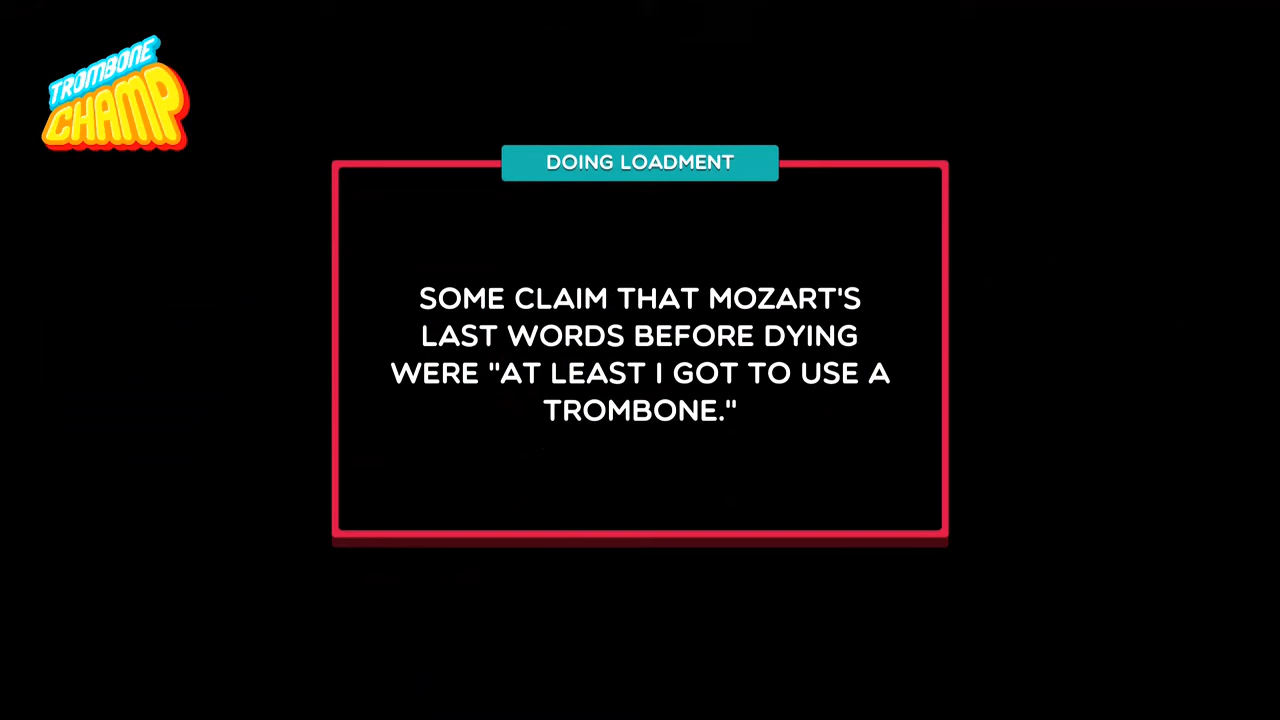 TROMBONE
CHAMP
DOING LOADMENT
SOME CLAIM THAT MOZART'S
LAST WORDS BEFORE DYING
WERE "AT LEAST I GOT TO USE A
TROMBONE."